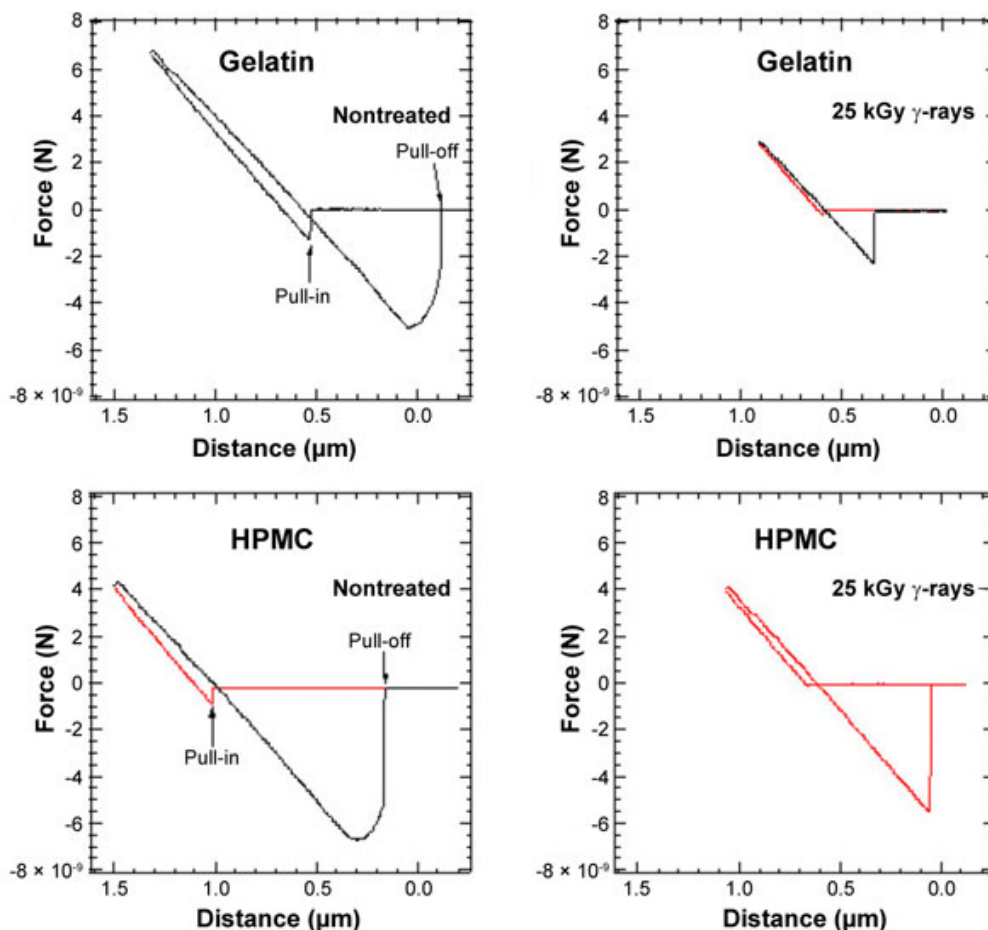 8
6
4
2
0
-2
-4
-6
-8 × 10⁻⁹
Force (N)
Gelatin
Nontreated
Pull-off
Pull-in
1.5 1.0 0.5 0.0
Distance (µm)
8
6
4
2
0
-2
-4
-6
-8 × 10⁻⁹
Force (N)
Gelatin
25 kGy γ-rays
1.5 1.0 0.5 0.0
Distance (µm)
8
6
4
2
0
-2
-4
-6
-8 × 10⁻⁹
Force (N)
HPMC
Nontreated
Pull-off
Pull-in
1.5 1.0 0.5 0.0
Distance (µm)
8
6
4
2
0
-2
-4
-6
-8 × 10⁻⁹
Force (N)
HPMC
25 kGy γ-rays
1.5 1.0 0.5 0.0
Distance (µm)